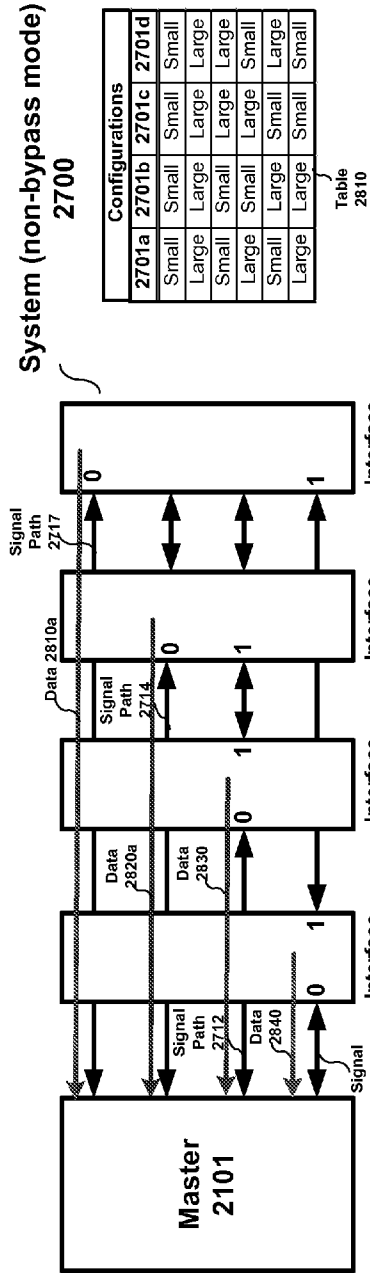 System (non-bypass mode)
2700
Configurations
2701a 2701b 2701c 2701d
Small Small Small Small
Large Small Small Large
Small Small Large Large
Large Small Large Small
Small Large Small Large
Large Large Small Small
Table
2810
Master
2101
Data 2810a
Signal
Path
2717
Signal
Path
2714
Data
2820a
Data
2830
Signal
Path
2712
Data
2840
Signal
0
1
0
1
0
1
0
1
Interface
Interface
Interface
Interface